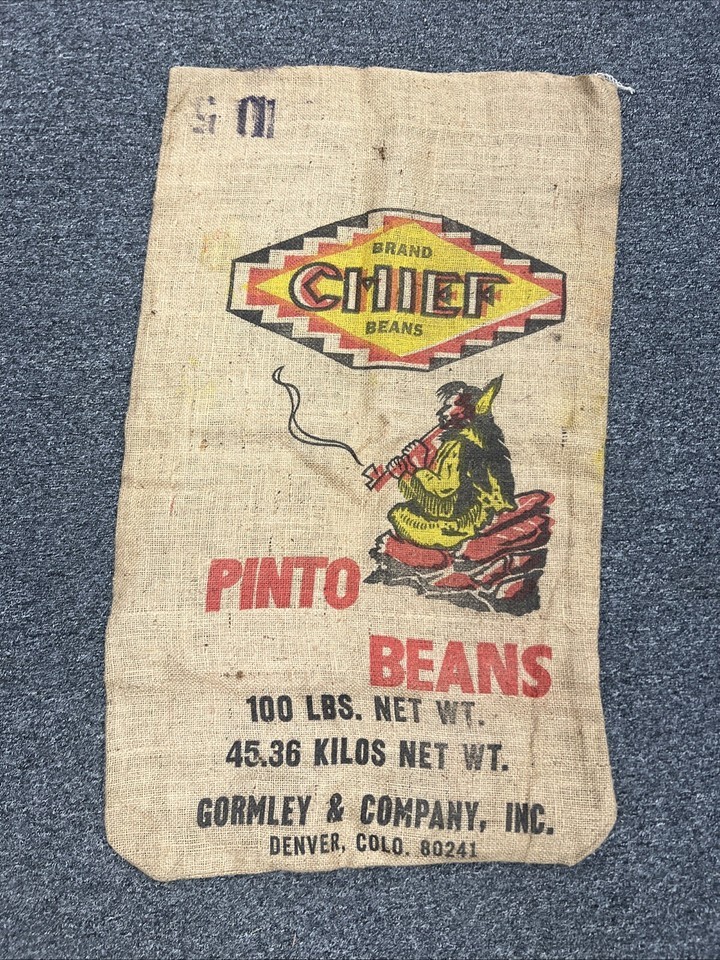 BRAND
CHIEF
BEANS
PINTO
BEANS
100 LBS. NET WT.
45.36 KILOS NET WT.
GORMLEY & COMPANY, INC.
DENVER, COLO. 80241